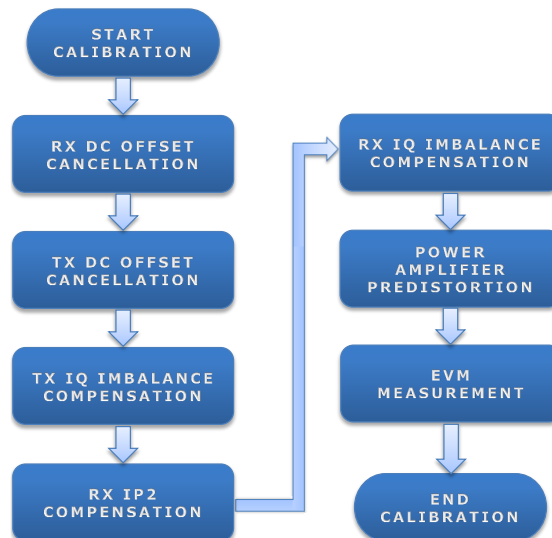 START
CALIBRATION
RX DC OFFSET
CANCELLATION
TX DC OFFSET
CANCELLATION
TX IQ IMBALANCE
COMPENSATION
RX IP2
COMPENSATION
RX IQ IMBALANCE
COMPENSATION
POWER
AMPLIFIER
PREDISTORTION
EVM
MEASUREMENT
END
CALIBRATION